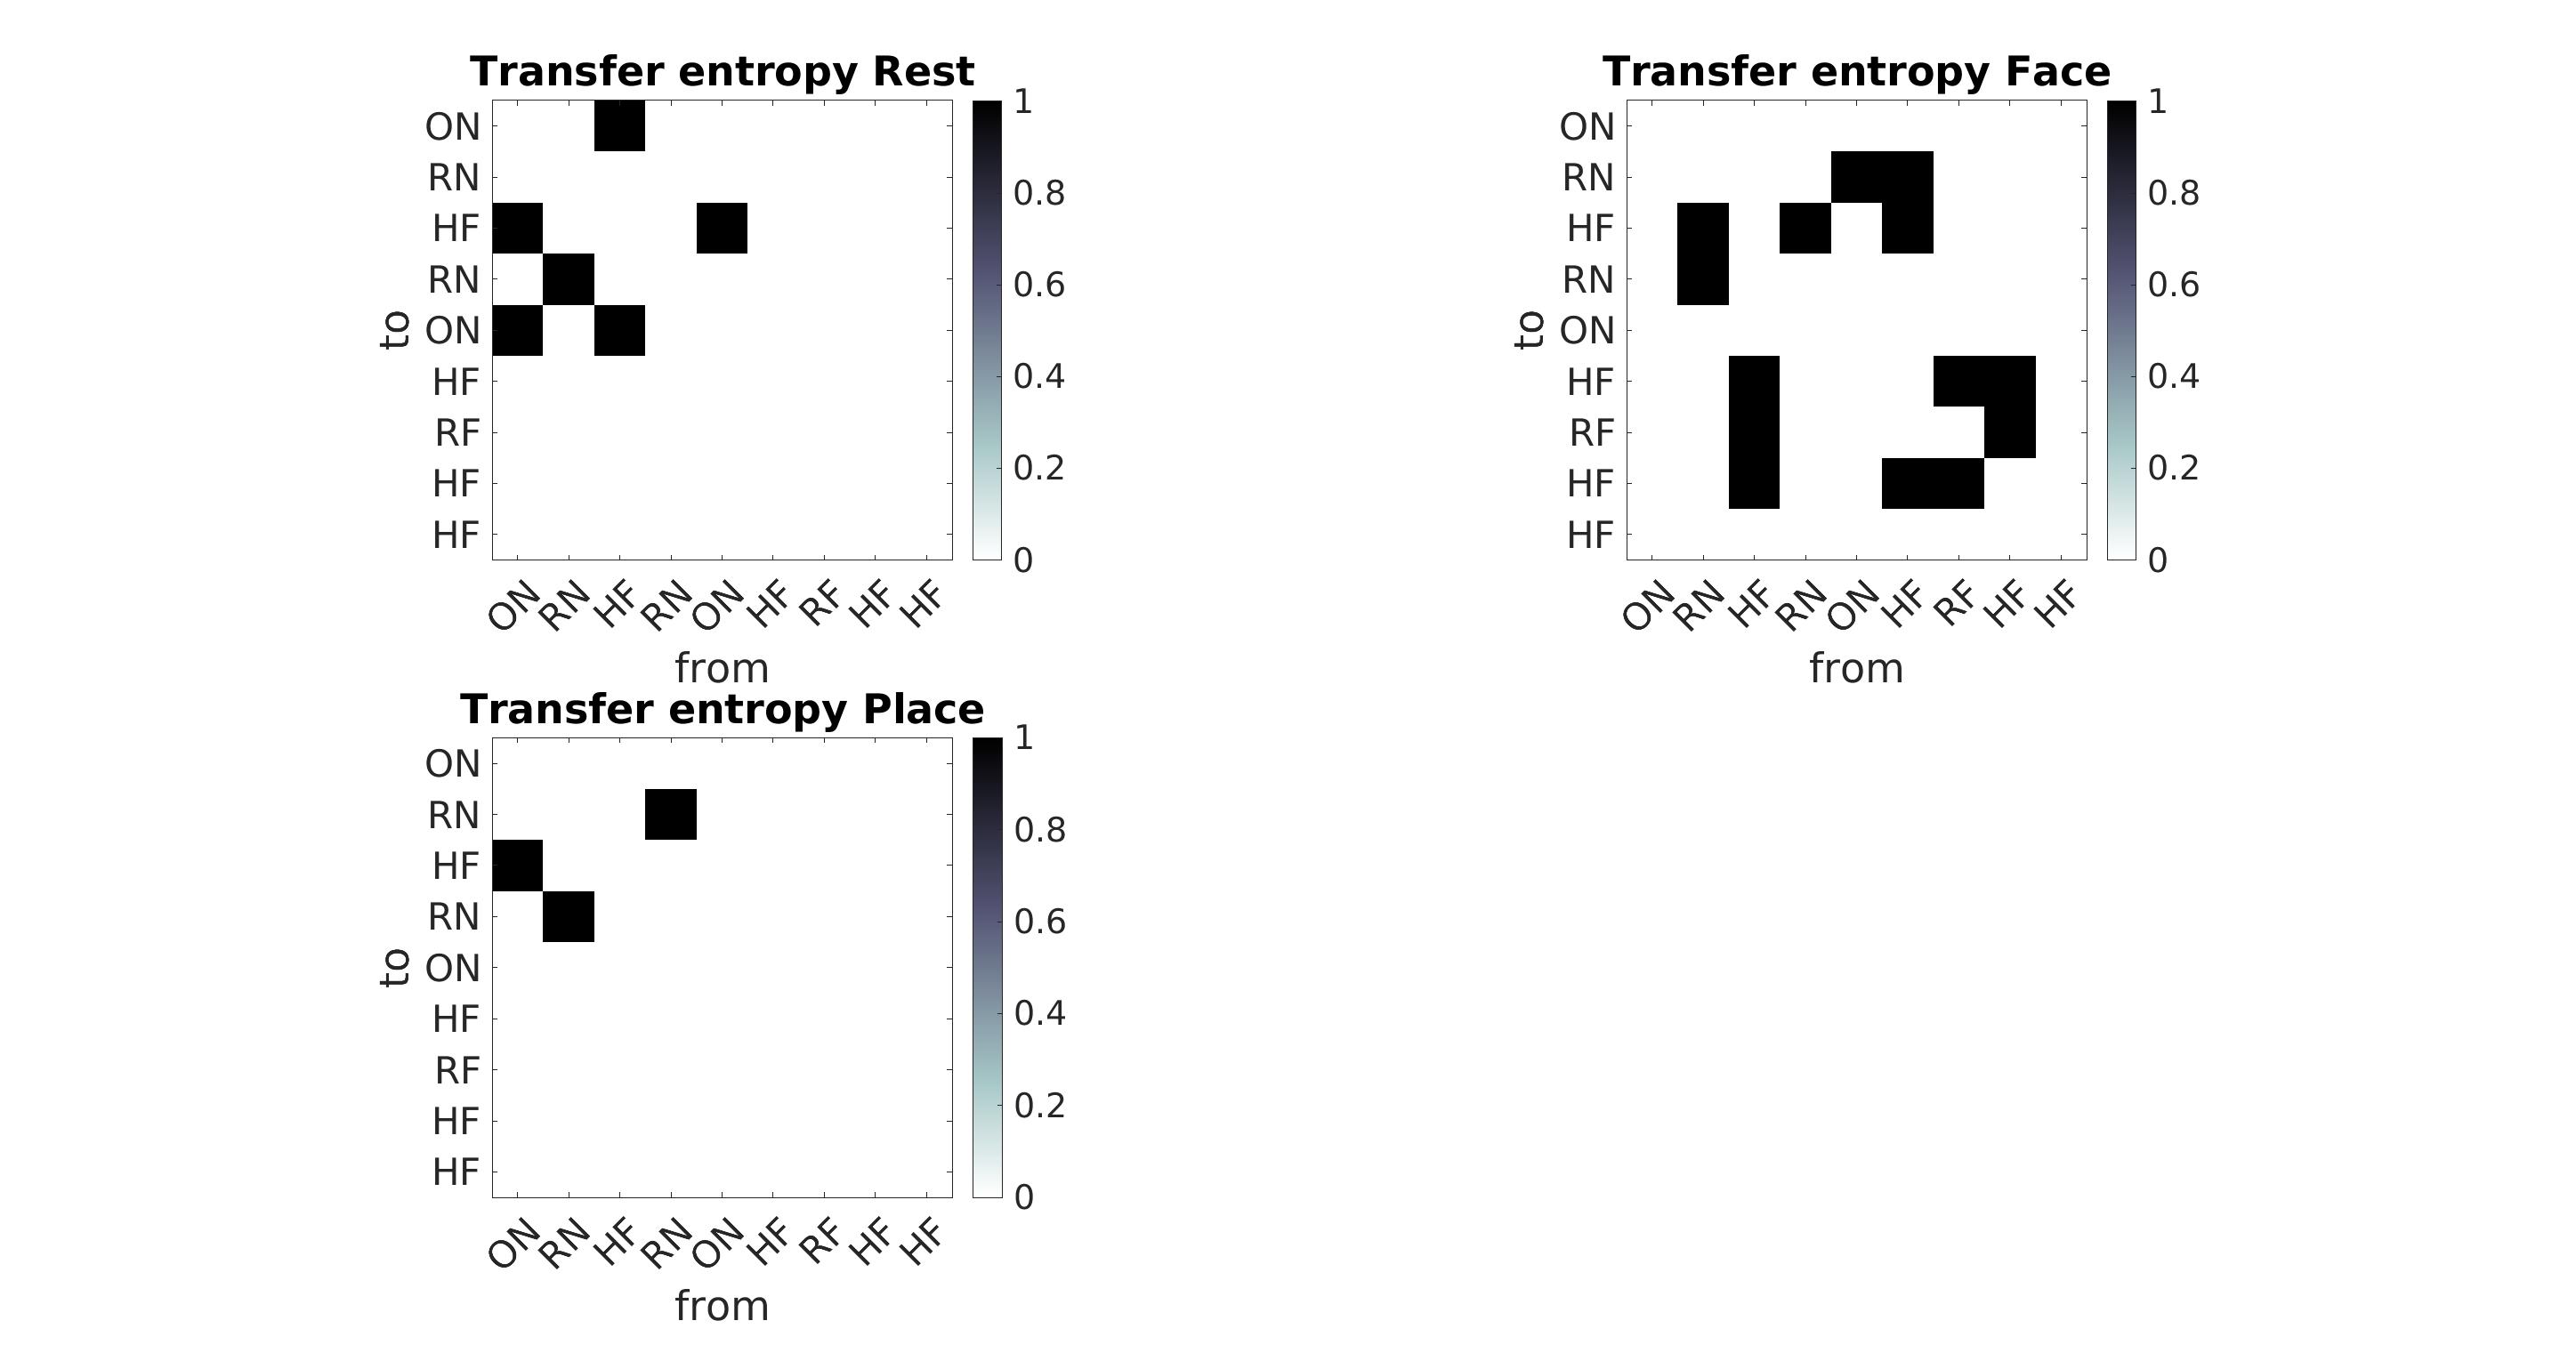 Transfer entropy Rest
ON
RN
HF
RN
ON
HF
RF
HF
HF
to
ON RN HF RN ON HF RF HF HF
from
1
0.8
0.6
0.4
0.2
0
Transfer entropy Face
ON
RN
HF
RN
ON
HF
RF
HF
HF
to
ON RN HF RN ON HF RF HF HF
from
1
0.8
0.6
0.4
0.2
0
Transfer entropy Place
ON
RN
HF
RN
ON
HF
RF
HF
HF
to
ON RN HF RN ON HF RF HF HF
from
1
0.8
0.6
0.4
0.2
0